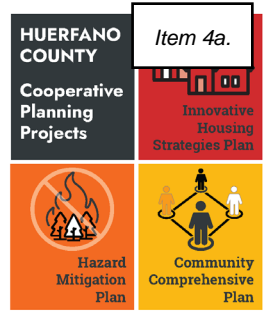 HUERFANO
COUNTY
Cooperative
Planning
Projects
Item 4a.
Innovative
Housing
Strategies Plan
Hazard
Mitigation
Plan
Community
Comprehensive
Plan